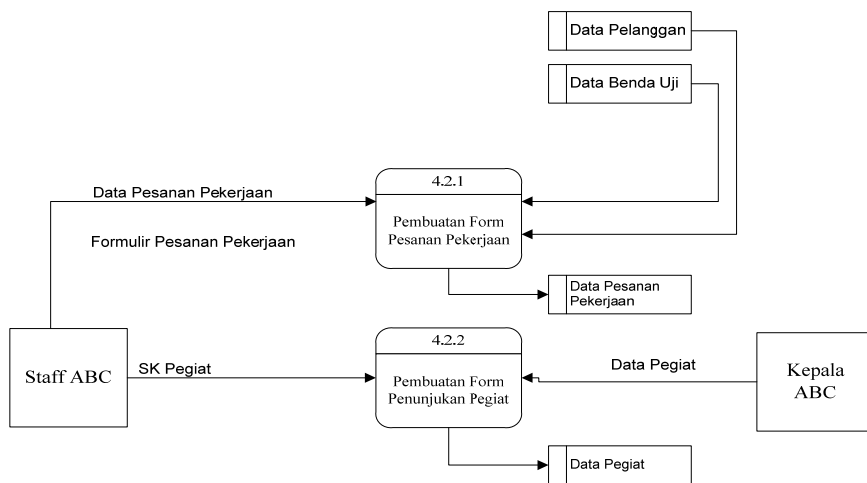 Data Pelanggan
Data Benda Uji
4.2.1
Data Pesanan Pekerjaan
Pembuatan Form
Pesanan Pekerjaan
Formulir Pesanan Pekerjaan
Data Pesanan
Pekerjaan
4.2.2
Staff ABC
SK Pegiat
Pembuatan Form
Penunjukan Pegiat
Data Pegiat
Kepala
ABC
Data Pegiat